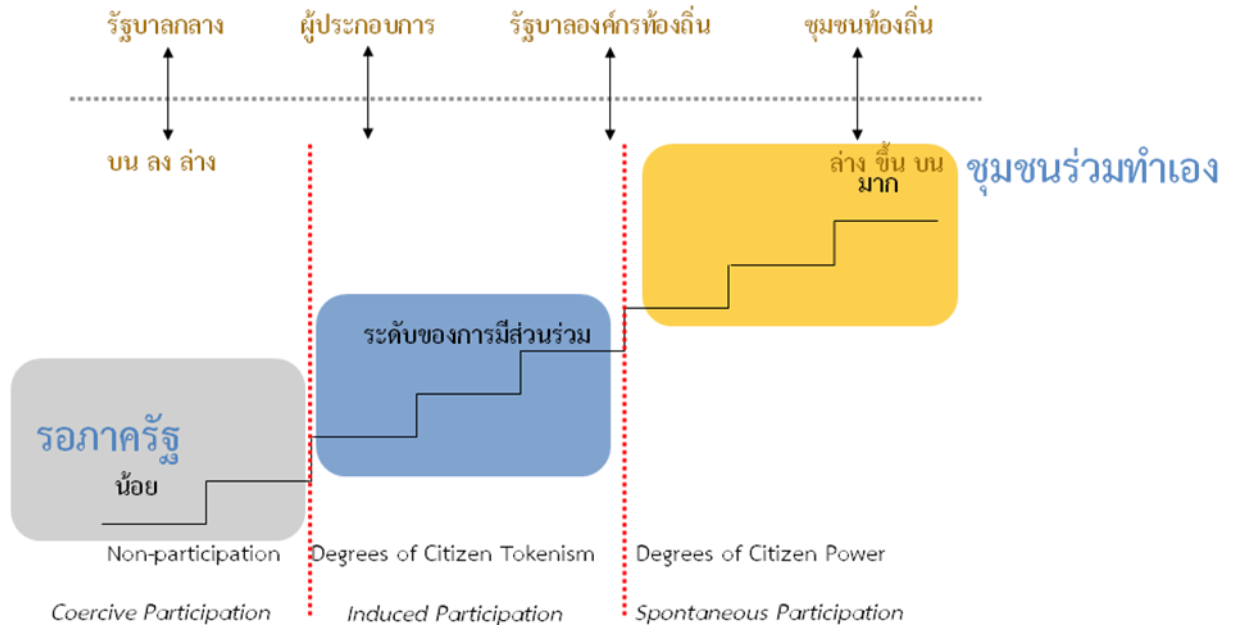 รัฐบาลกลาง ผู้ประกอบการ รัฐบาลองค์กรท้องถิ่น ชุมชนท้องถิ่น
บน ลง ล่าง
ล่าง ขึ้น บน
ชุมชนร่วมทำเอง
มาก
ระดับของการมีส่วนร่วม
รอภาครัฐ
น้อย
Non-participation Degrees of Citizen Tokenism Degrees of Citizen Power
Coercive Participation Induced Participation Spontaneous Participation